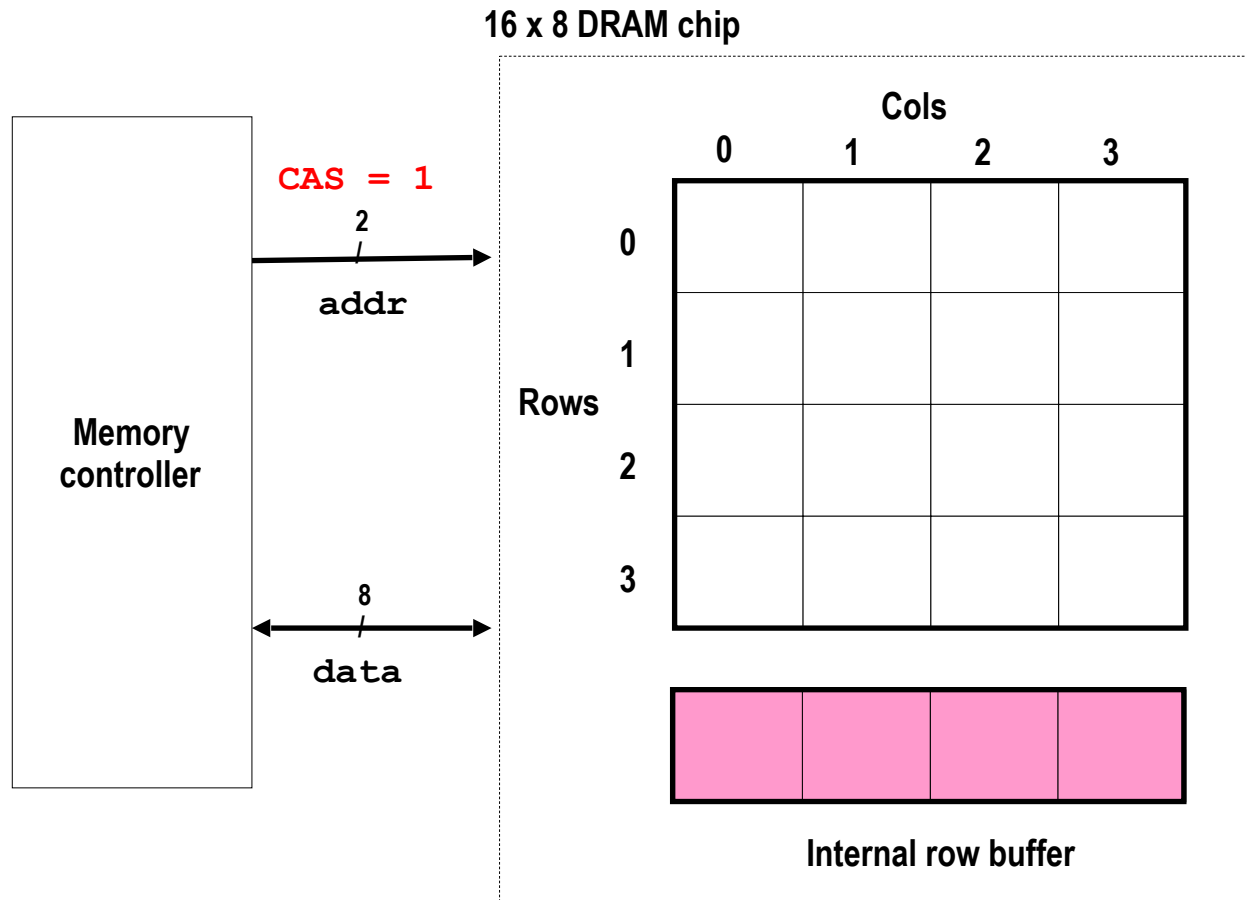 16 x 8 DRAM chip
Cols
0 1 2 3
CAS = 1
2
addr
0
1
Rows
2
3
Memory
controller
8
data
Internal row buffer